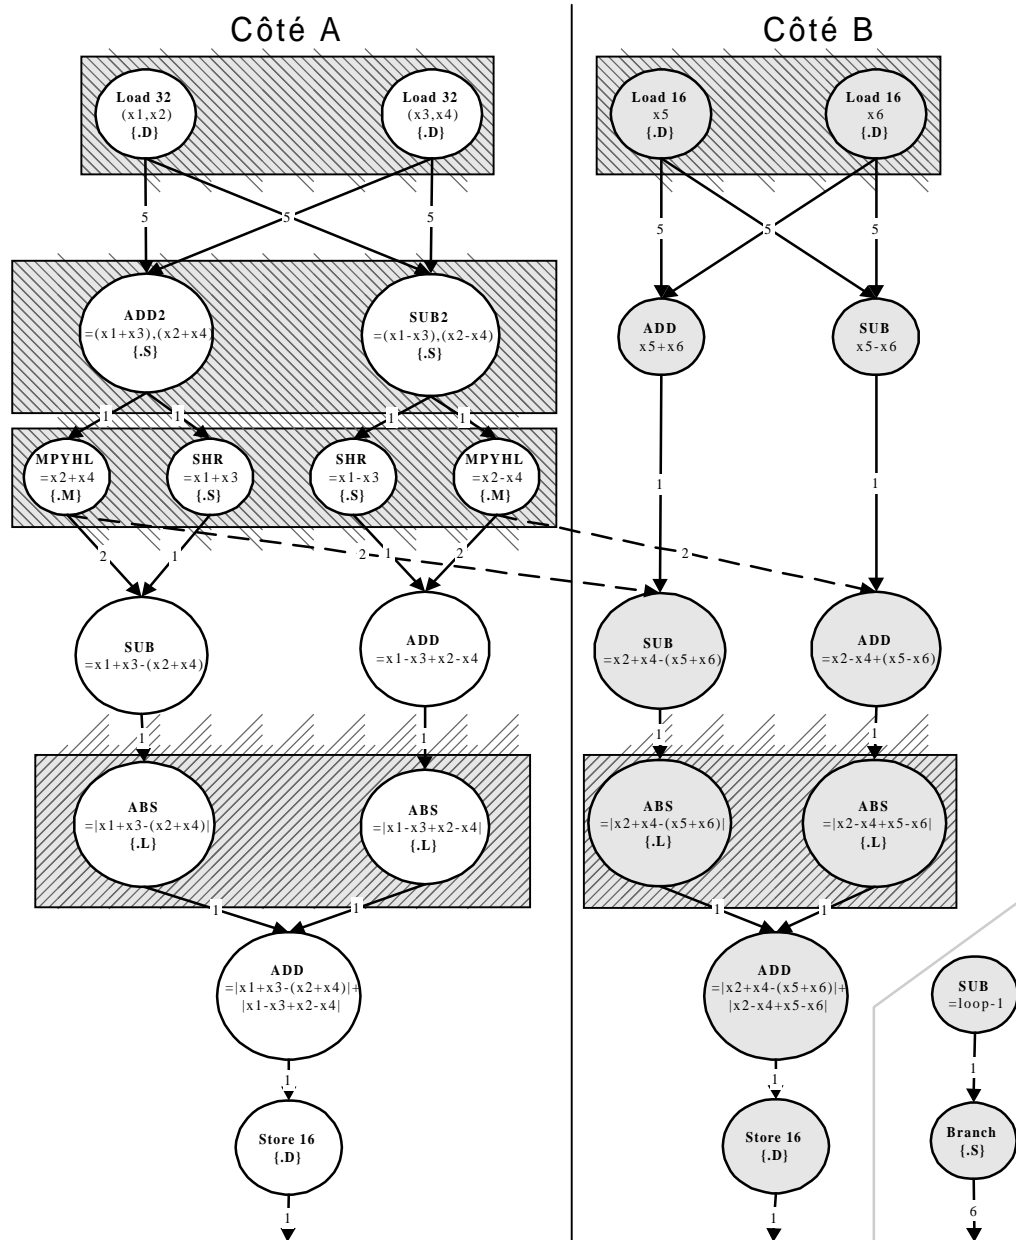 Côté A
Côté B
Load 32
(x1,x2)
{.D}
Load 32
(x3,x4)
{.D}
Load 16
x5
{.D}
Load 16
x6
{.D}
5
5
5
5
5
5
ADD2
=(x1+x3),(x2+x4)
{.S}
SUB2
=(x1-x3),(x2-x4)
{.S}
ADD
x5+x6
SUB
x5-x6
1
1
1
1
MPYHL
=x2+x4
{.M}
SHR
=x1+x3
{.S}
SHR
=x1-x3
{.S}
MPYHL
=x2-x4
{.M}
1
1
2
1
2
1
2
2
SUB
=x1+x3-(x2+x4)
ADD
=x1-x3+x2-x4
SUB
=x2+x4-(x5+x6)
ADD
=x2-x4+(x5-x6)
1
1
1
1
ABS
=|x1+x3-(x2+x4)|
{.L}
ABS
=|x1-x3+x2-x4|
{.L}
ABS
=|x2+x4-(x5+x6)|
{.L}
ABS
=|x2-x4+x5-x6|
{.L}
1
1
1
1
ADD
=|x1+x3-(x2+x4)|+
|x1-x3+x2-x4|
ADD
=|x2+x4-(x5+x6)|+
|x2-x4+x5-x6|
SUB
=loop-1
1
1
1
Store 16
{.D}
Store 16
{.D}
Branch
{.S}
1
1
6